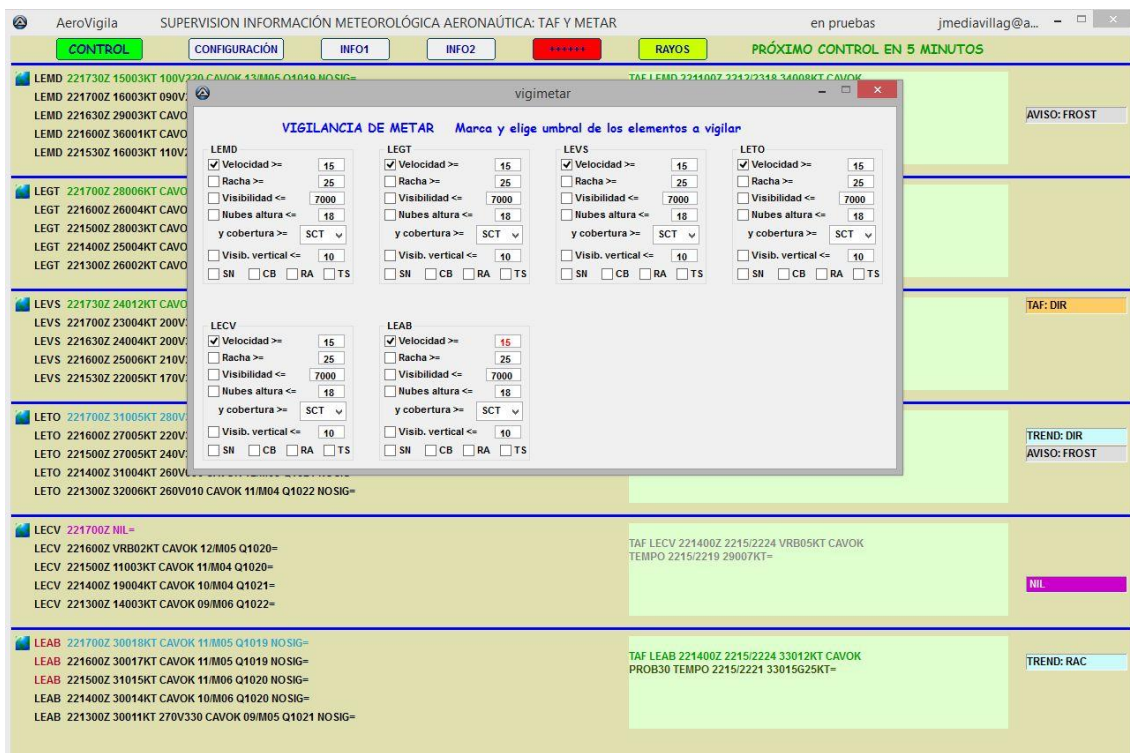 AeroVigila SUPERVISION INFORMACIÓN METEOROLÓGICA AERONAÚTICA: TAF Y METAR en pruebas jmediavillag@a...
CONTROL CONFIGURACIÓN INFO1 INFO2 ++++++ RAYOS PRÓXIMO CONTROL EN 5 MINUTOS
LEMD 221730Z 15003KT 100V220 CAVOK 13/M05 Q1019 NOSIG=
LEMD 221700Z 16003KT 090V
LEMD 221630Z 29003KT CAVO
LEMD 221600Z 36001KT CAVO
LEMD 221530Z 16003KT 110V
TAF LEMD 221100Z 2212/2318 34008KT CAVOK
AVISO: FROST
LEGT 221700Z 28006KT CAVO
LEGT 221600Z 26004KT CAVO
LEGT 221500Z 28003KT CAVO
LEGT 221400Z 25004KT CAVO
LEGT 221300Z 26002KT CAVO
LEVS 221730Z 24012KT CAVO
LEVS 221700Z 23004KT 200V
LEVS 221630Z 24004KT 200V
LEVS 221600Z 25006KT 210V
LEVS 221530Z 22005KT 170V
TAF: DIR
LETO 221700Z 31005KT 280V
LETO 221600Z 27005KT 220V
LETO 221500Z 27005KT 240V
LETO 221400Z 31004KT 260V
LETO 221300Z 32006KT 260V010 CAVOK 11/M04 Q1022 NOSIG=
TREND: DIR
AVISO: FROST
LECV 221700Z NIL=
LECV 221600Z VRB02KT CAVOK 12/M05 Q1020=
LECV 221500Z 11003KT CAVOK 11/M04 Q1020=
LECV 221400Z 19004KT CAVOK 10/M04 Q1021=
LECV 221300Z 14003KT CAVOK 09/M06 Q1022=
TAF LECV 221400Z 2215/2224 VRB05KT CAVOK
TEMPO 2215/2219 29007KT=
NIL
LEAB 221700Z 30018KT CAVOK 11/M05 Q1019 NOSIG=
LEAB 221600Z 30017KT CAVOK 11/M05 Q1019 NOSIG=
LEAB 221500Z 31015KT CAVOK 11/M06 Q1020 NOSIG=
LEAB 221400Z 30014KT CAVOK 10/M06 Q1020 NOSIG=
LEAB 221300Z 30011KT 270V330 CAVOK 09/M05 Q1021 NOSIG=
TAF LEAB 221400Z 2215/2224 33012KT CAVOK
PROB30 TEMPO 2215/2221 33015G25KT=
TREND: RAC
vigimetar
VIGILANCIA DE METAR Marca y elige umbral de los elementos a vigilar
LEMD
Velocidad >= 15
Racha >= 25
Visibilidad <= 7000
Nubes altura <= 18
y cobertura >= SCT
Visib. vertical <= 10
SN CB RA TS
LEGT
Velocidad >= 15
Racha >= 25
Visibilidad <= 7000
Nubes altura <= 18
y cobertura >= SCT
Visib. vertical <= 10
SN CB RA TS
LEVS
Velocidad >= 15
Racha >= 25
Visibilidad <= 7000
Nubes altura <= 18
y cobertura >= SCT
Visib. vertical <= 10
SN CB RA TS
LETO
Velocidad >= 15
Racha >= 25
Visibilidad <= 7000
Nubes altura <= 18
y cobertura >= SCT
Visib. vertical <= 10
SN CB RA TS
LECV
Velocidad >= 15
Racha >= 25
Visibilidad <= 7000
Nubes altura <= 18
y cobertura >= SCT
Visib. vertical <= 10
SN CB RA TS
LEAB
Velocidad >= 15
Racha >= 25
Visibilidad <= 7000
Nubes altura <= 18
y cobertura >= SCT
Visib. vertical <= 10
SN CB RA TS